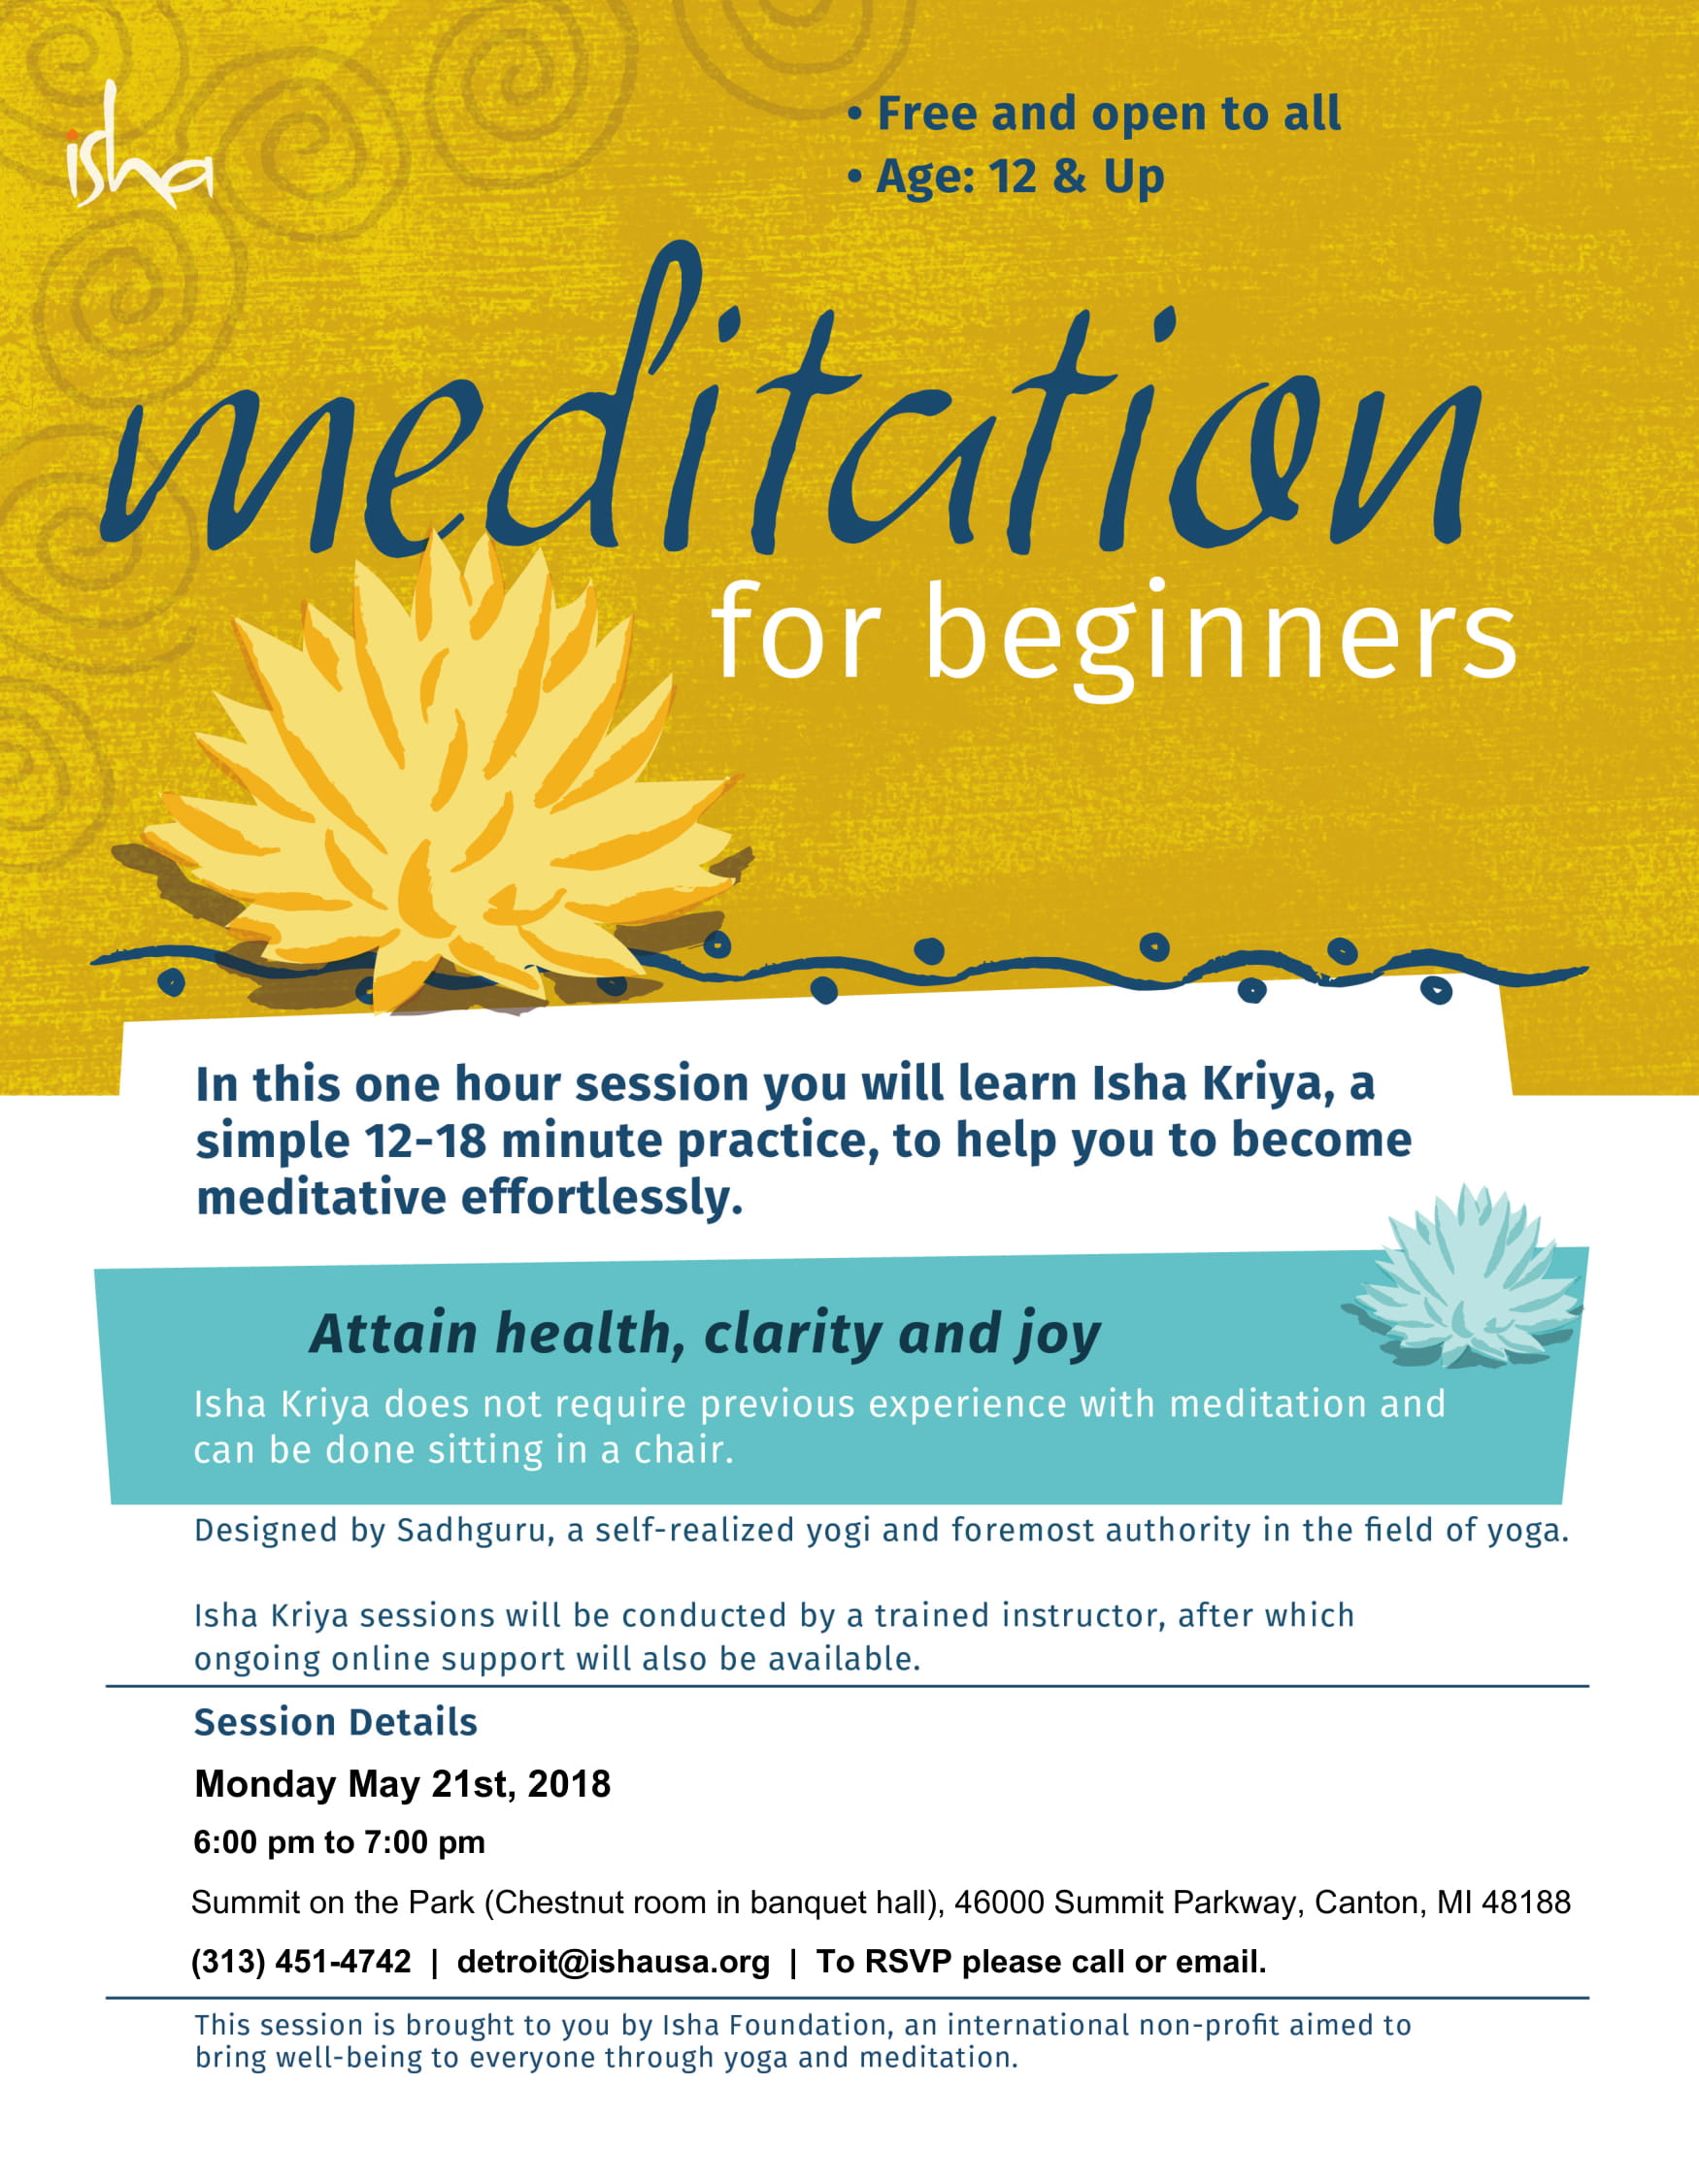 isha
• Free and open to all
• Age: 12 & Up
meditation
for beginners
In this one hour session you will learn Isha Kriya, a
simple 12-18 minute practice, to help you to become
meditative effortlessly.
Attain health, clarity and joy
Isha Kriya does not require previous experience with meditation and
can be done sitting in a chair.
Designed by Sadhguru, a self-realized yogi and foremost authority in the field of yoga.
Isha Kriya sessions will be conducted by a trained instructor, after which
ongoing online support will also be available.
Session Details
Monday May 21st, 2018
6:00 pm to 7:00 pm
Summit on the Park (Chestnut room in banquet hall), 46000 Summit Parkway, Canton, MI 48188
(313) 451-4742 | detroit@ishausa.org | To RSVP please call or email.
This session is brought to you by Isha Foundation, an international non-profit aimed to
bring well-being to everyone through yoga and meditation.